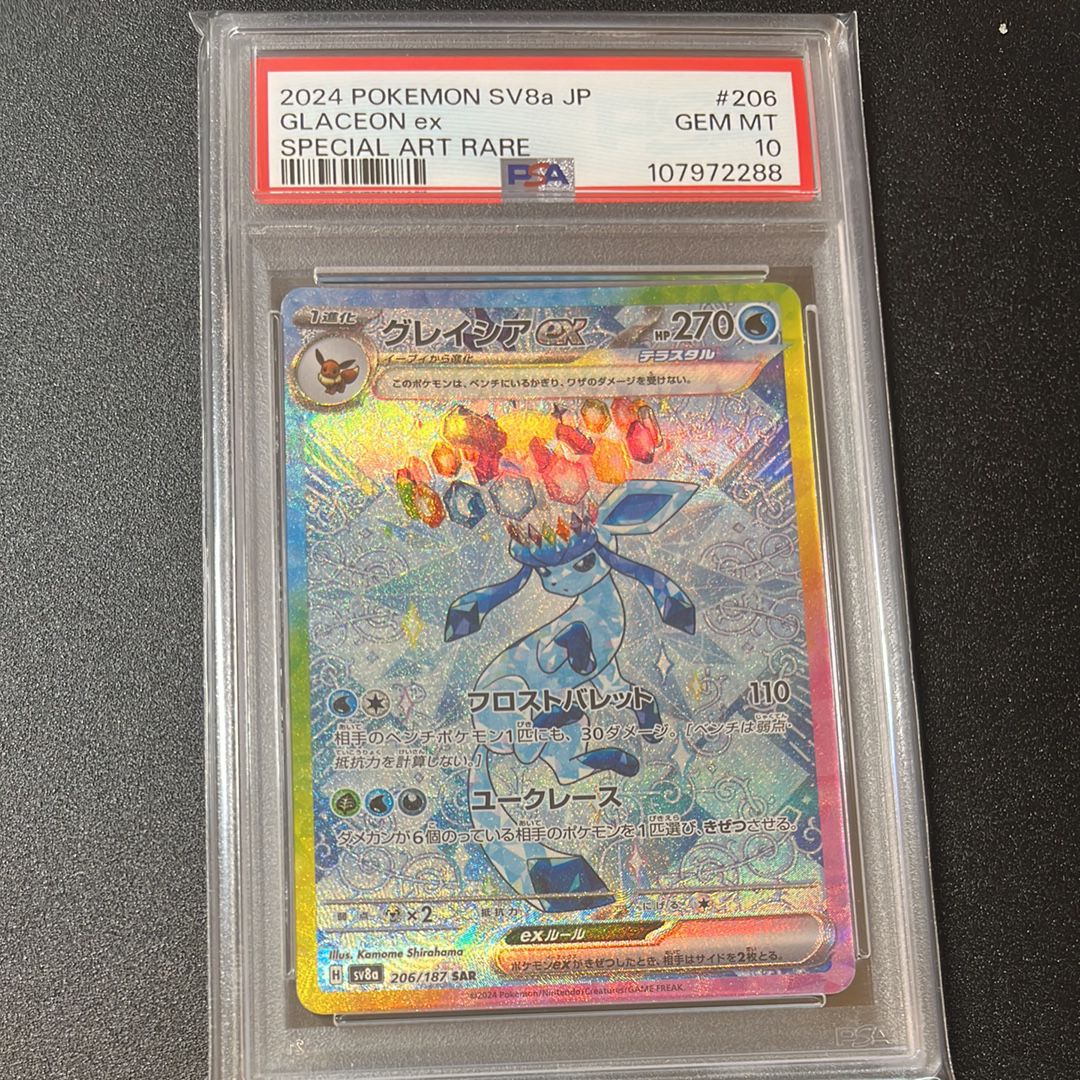 2024 POKEMON SV8a JP #206
GLACEON ex GEM MT
SPECIAL ART RARE 10
PSA 107972288
1進化 グレイシアex HP270
イーブイから進化 テラスタル
このポケモンは、ベンチにいるかぎり、ワザのダメージを受けない。
フロストバレット 110
相手のベンチポケモン1匹にも、30ダメージ。[ベンチは弱点
抵抗力を計算しない。]
ユークレース
ダメカンが6個のっている相手のポケモンを1匹選び、きぜつさせる。
弱点 ×2 抵抗力 にげる
exルール
ポケモンexがきぜつしたとき、相手はサイドを2枚とる。
Illus. Kamome Shirahama
H sv8a 206/187 SAR
©2024 Pokémon/Nintendo/Creatures/GAME FREAK.
PSA